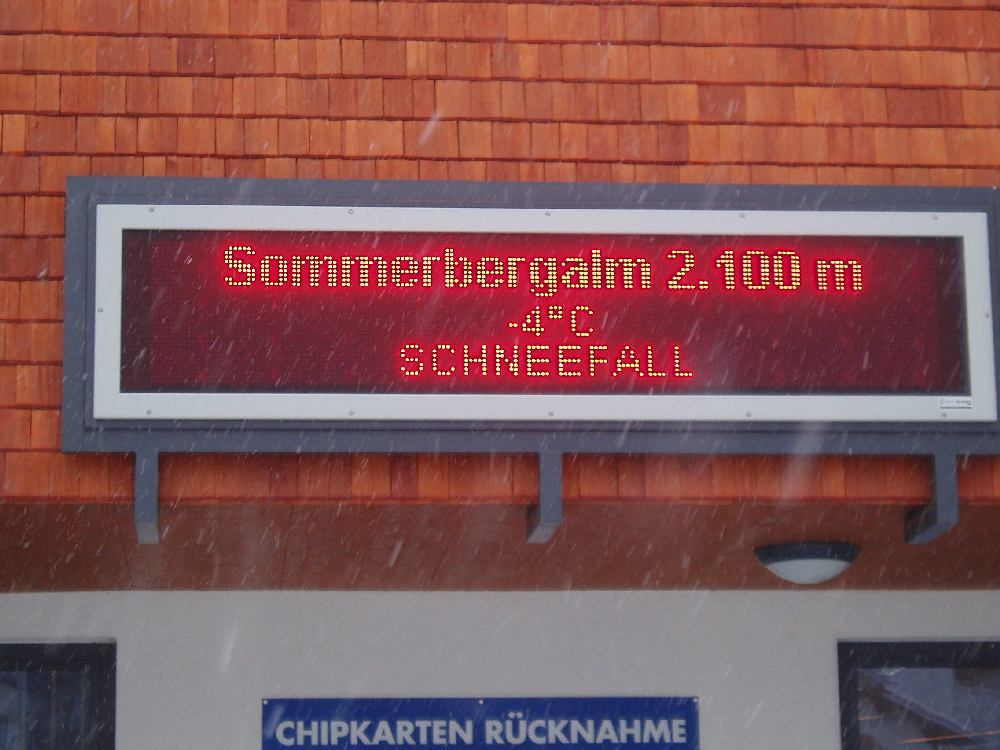 Sommerbergalm 2.100 m
-4°C
SCHNEEFALL
CHIPKARTEN RÜCKNAHME